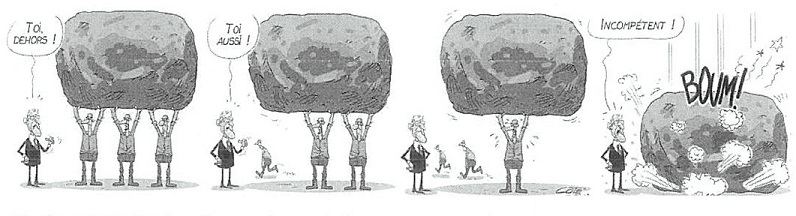 TOI,
DEHORS !
TOI
AUSSI !
INCOMPÉTENT !
BOUM!